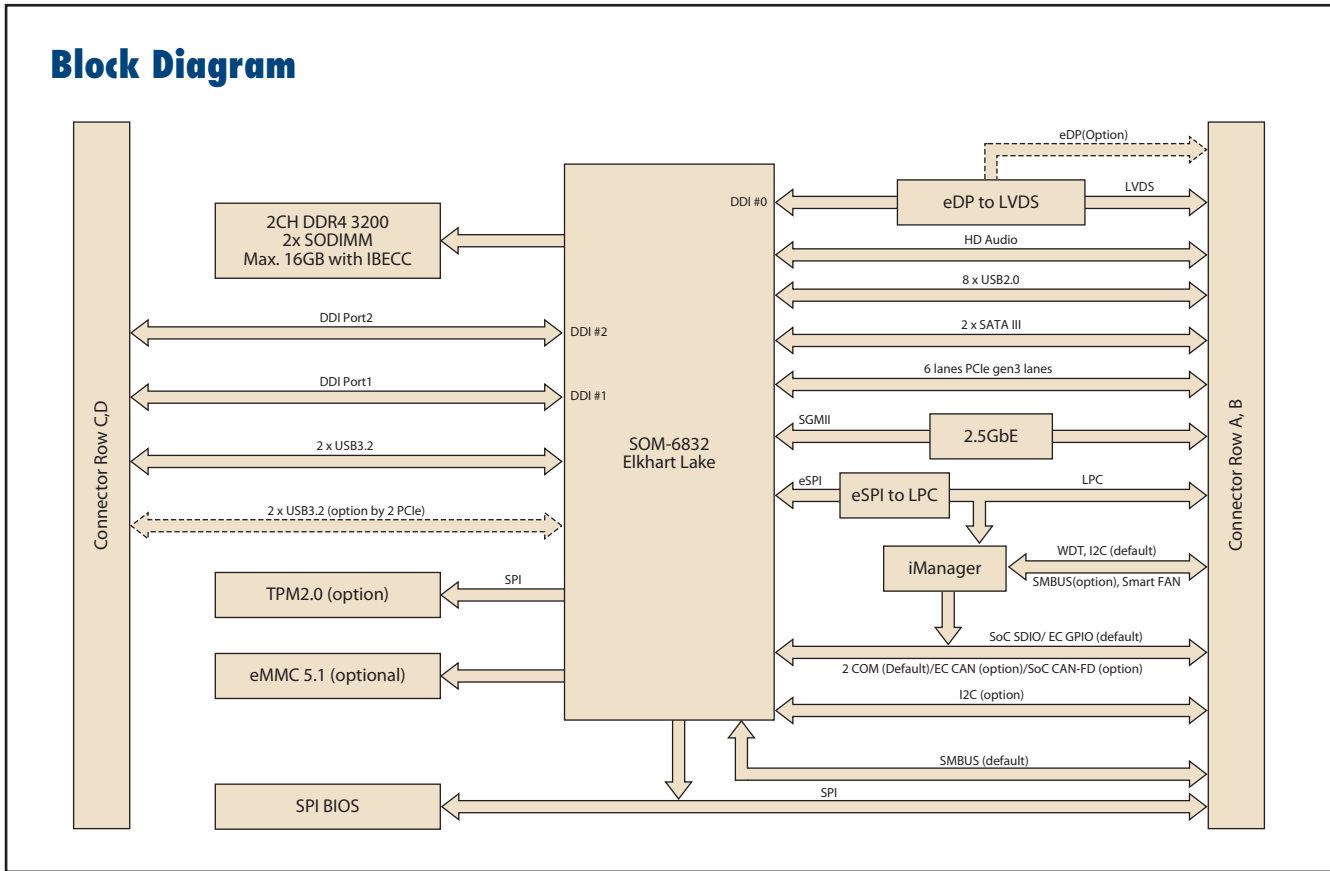 Block Diagram
Connector Row C,D
2CH DDR4 3200
2x SODIMM
Max. 16GB with IBECC
DDI Port2
DDI #2
DDI Port1
DDI #1
2 x USB3.2
2 x USB3.2 (option by 2 PCIe)
TPM2.0 (option)
SPI
eMMC 5.1 (optional)
SPI BIOS
SOM-6832
Elkhart Lake
eDP(Option)
DDI #0
eDP to LVDS
LVDS
HD Audio
8 x USB2.0
2 x SATA III
6 lanes PCIe gen3 lanes
SGMII
2.5GbE
eSPI
eSPI to LPC
LPC
iManager
WDT, I2C (default)
SMBUS(option), Smart FAN
SoC SDIO/ EC GPIO (default)
2 COM (Default)/EC CAN (option)/SoC CAN-FD (option)
I2C (option)
SMBUS (default)
SPI
Connector Row A, B